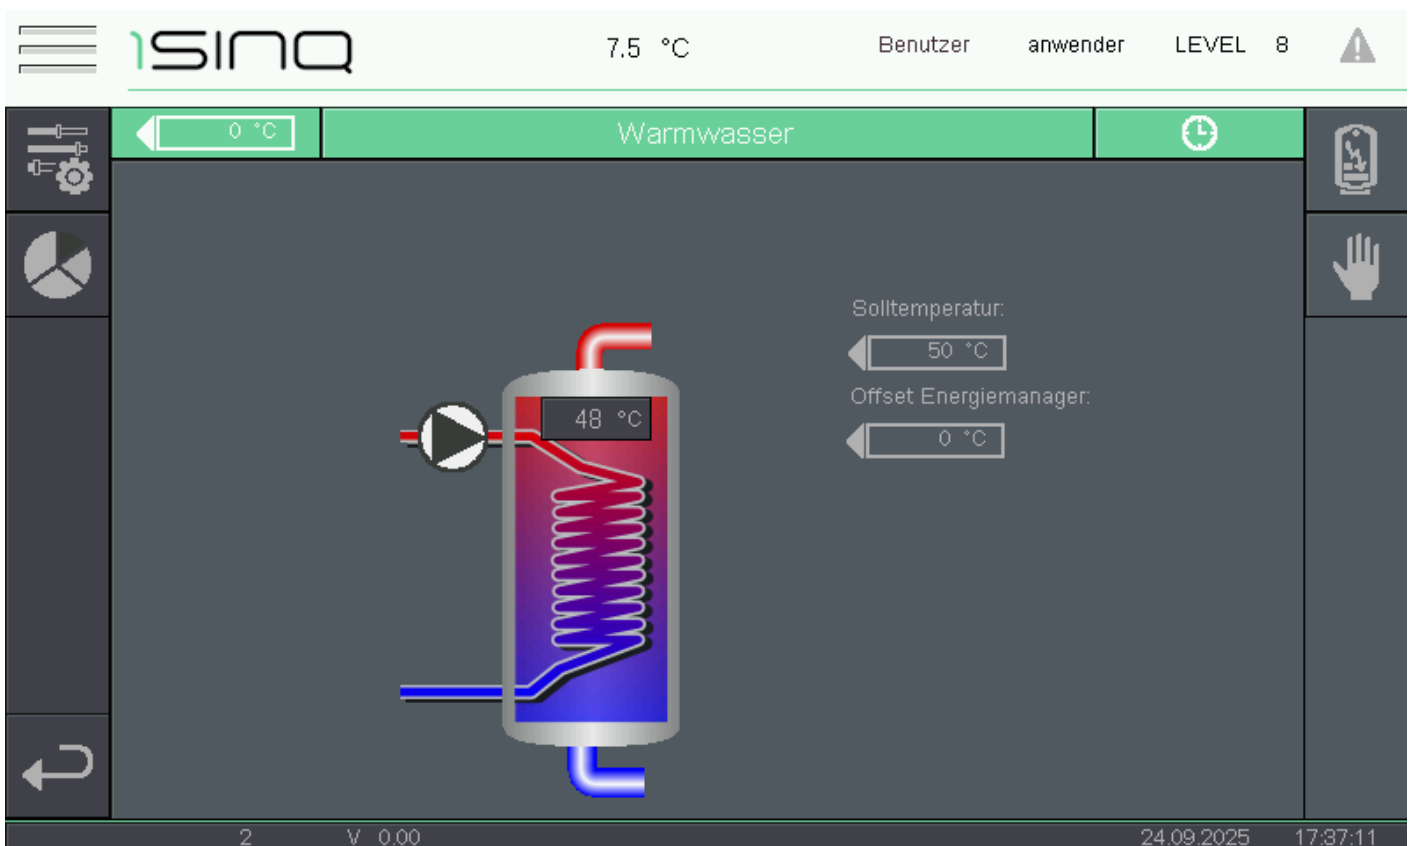 ısınq
7.5 °C
Benutzer anwender LEVEL 8
0 °C
Warmwasser
Solltemperatur:
50 °C
Offset Energiemanager:
0 °C
48 °C
2 V 0.00
24.09.2025 17:37:11